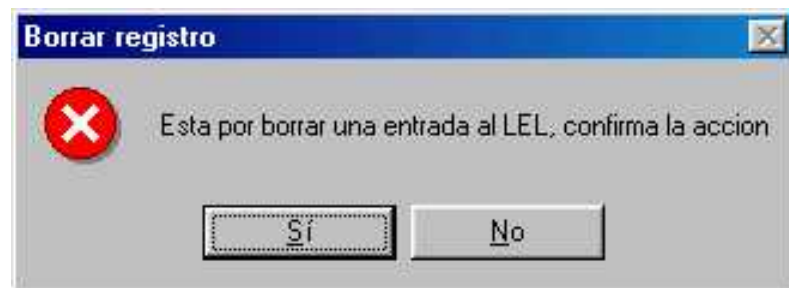 Borrar registro
Esta por borrar una entrada al LEL, confirma la accion
Sí
No